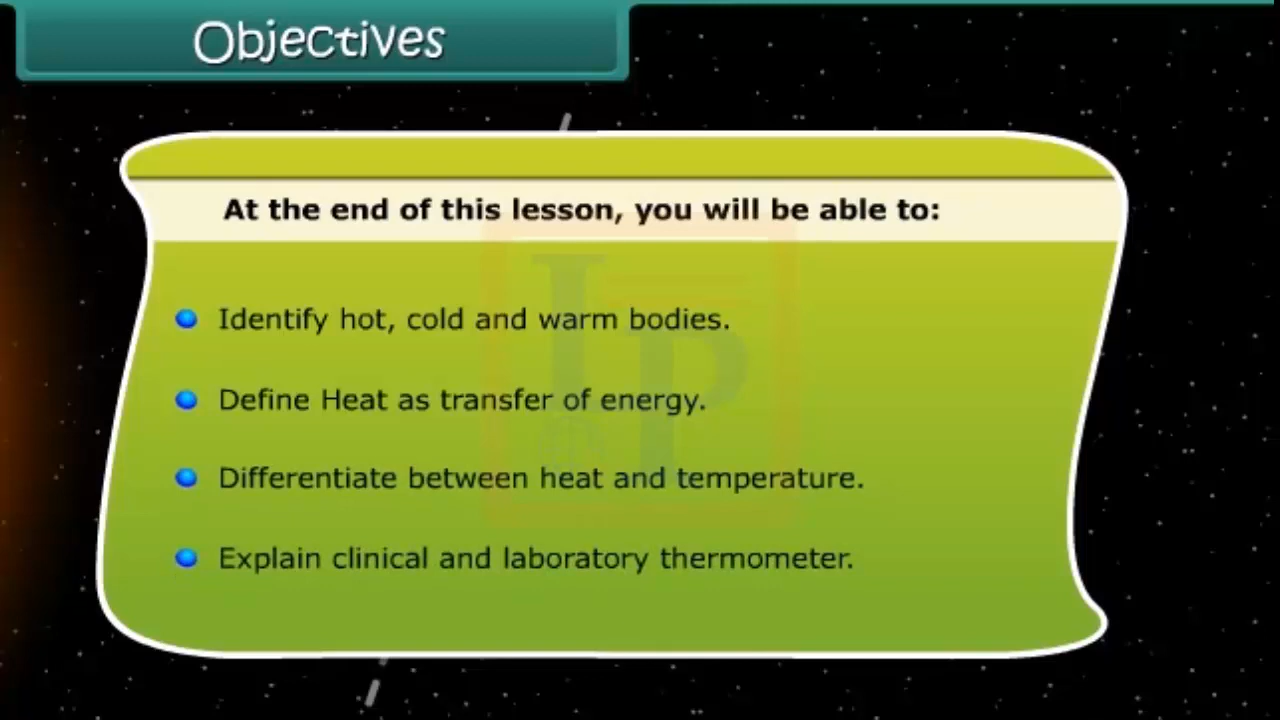 Objectives
At the end of this lesson, you will be able to:
Identify hot, cold and warm bodies.
Define Heat as transfer of energy.
Differentiate between heat and temperature.
Explain clinical and laboratory thermometer.
IP